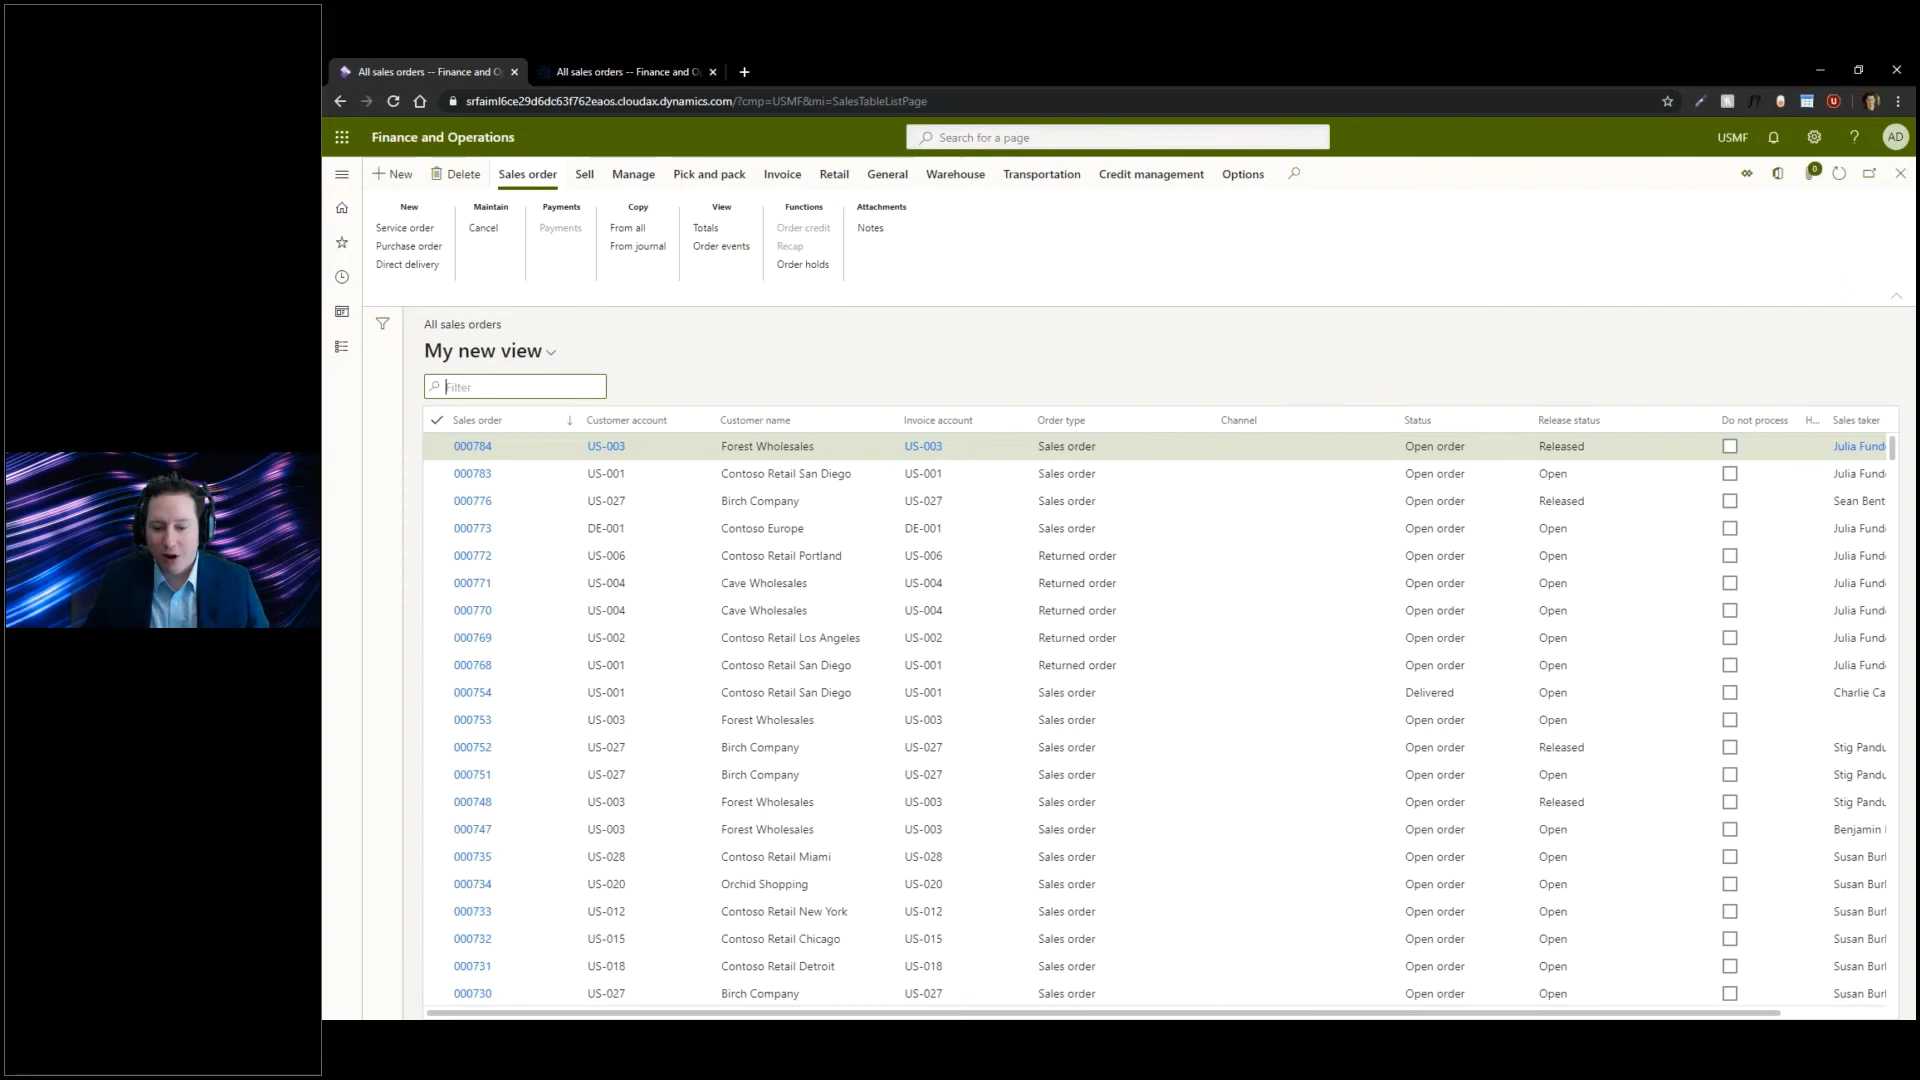 All sales orders -- Finance and O
All sales orders -- Finance and O
srfaiml6ce29d6dc63f762eaos.cloudax.dynamics.com/?cmp=USMF&mi=SalesTableListPage
Finance and Operations
Search for a page
USMF
AD
New Delete Sales order Sell Manage Pick and pack Invoice Retail General Warehouse Transportation Credit management Options
0
New Maintain Payments Copy View Functions Attachments
Service order Cancel Payments From all Totals Order credit Notes
Purchase order From journal Order events Recap
Direct delivery Order holds
All sales orders
My new view
Filter
Sales order Customer account Customer name Invoice account Order type Channel Status Release status Do not process H... Sales taker
000784 US-003 Forest Wholesales US-003 Sales order Open order Released Julia Fund
000783 US-001 Contoso Retail San Diego US-001 Sales order Open order Open Julia Fund
000776 US-027 Birch Company US-027 Sales order Open order Released Sean Bent
000773 DE-001 Contoso Europe DE-001 Sales order Open order Open Julia Fund
000772 US-006 Contoso Retail Portland US-006 Returned order Open order Open Julia Fund
000771 US-004 Cave Wholesales US-004 Returned order Open order Open Julia Fund
000770 US-004 Cave Wholesales US-004 Returned order Open order Open Julia Fund
000769 US-002 Contoso Retail Los Angeles US-002 Returned order Open order Open Julia Fund
000768 US-001 Contoso Retail San Diego US-001 Returned order Open order Open Julia Fund
000754 US-001 Contoso Retail San Diego US-001 Sales order Delivered Open Charlie Ca
000753 US-003 Forest Wholesales US-003 Sales order Open order Open
000752 US-027 Birch Company US-027 Sales order Open order Released Stig Pandu
000751 US-027 Birch Company US-027 Sales order Open order Open Stig Pandu
000748 US-003 Forest Wholesales US-003 Sales order Open order Released Stig Pandu
000747 US-003 Forest Wholesales US-003 Sales order Open order Open Benjamin
000735 US-028 Contoso Retail Miami US-028 Sales order Open order Open Susan Burl
000734 US-020 Orchid Shopping US-020 Sales order Open order Open Susan Burl
000733 US-012 Contoso Retail New York US-012 Sales order Open order Open Susan Burl
000732 US-015 Contoso Retail Chicago US-015 Sales order Open order Open Susan Burl
000731 US-018 Contoso Retail Detroit US-018 Sales order Open order Open Susan Burl
000730 US-027 Birch Company US-027 Sales order Open order Open Susan Burl